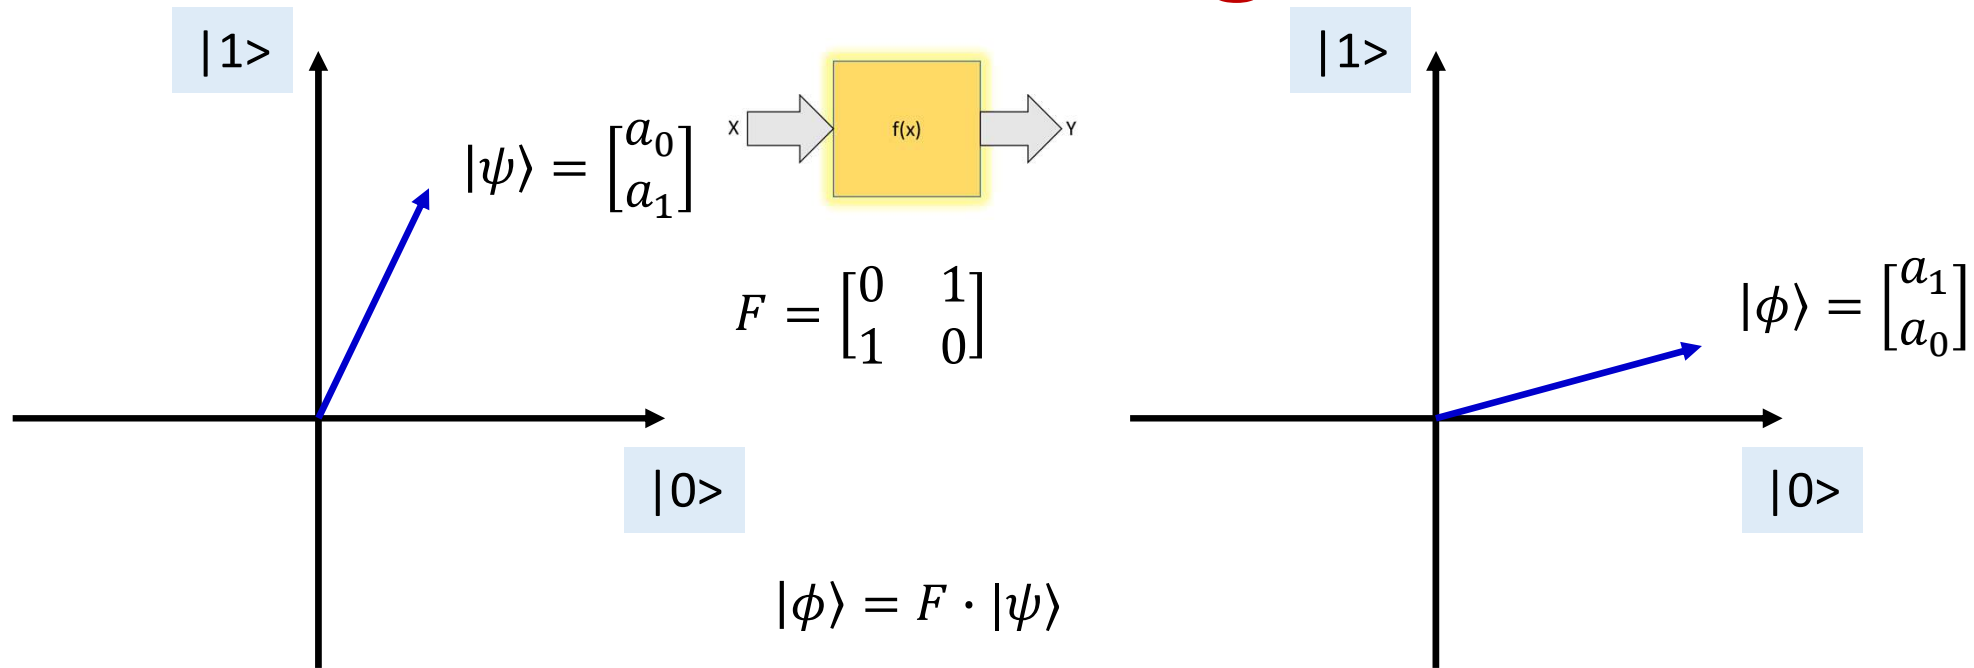 |1>
|ψ⟩ = [a₀ a₁]
X f(x) Y
F = [0 1
1 0]
|0>
|ϕ⟩ = F · |ψ⟩
|1>
|ϕ⟩ = [a₁ a₀]
|0>